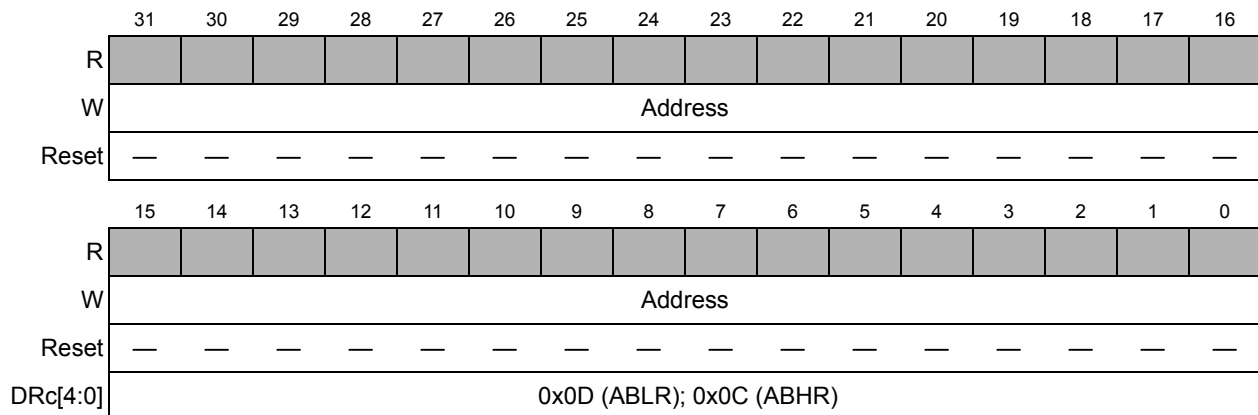 31 30 29 28 27 26 25 24 23 22 21 20 19 18 17 16
R
W Address
Reset — — — — — — — — — — — — — — — —
15 14 13 12 11 10 9 8 7 6 5 4 3 2 1 0
R
W Address
Reset — — — — — — — — — — — — — — — —
DRc[4:0] 0x0D (ABLR); 0x0C (ABHR)